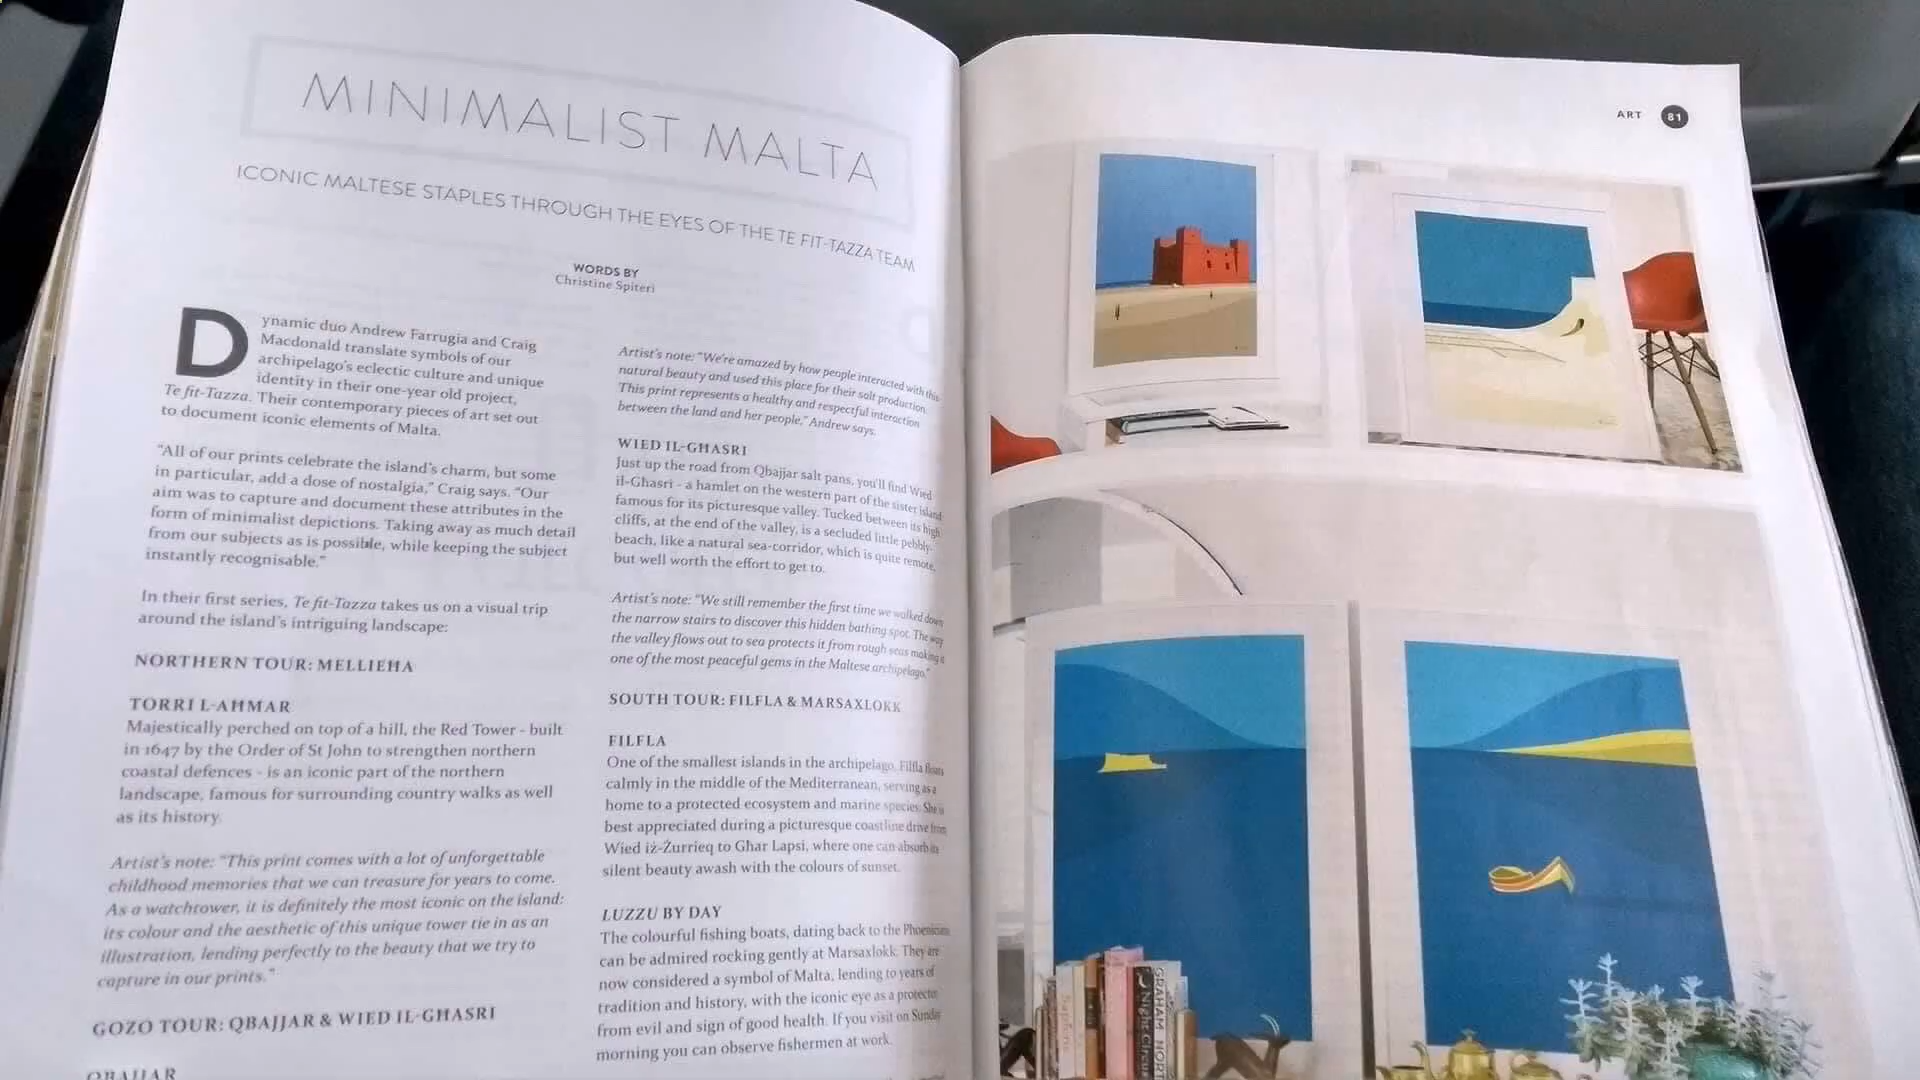 MINIMALIST MALTA
ICONIC MALTESE STAPLES THROUGH THE EYES OF THE TE FIT-TAZZA TEAM
WORDS BY
Christine Spiteri
Dynamic duo Andrew Farrugia and Craig
Macdonald translate symbols of our
archipelago's eclectic culture and unique
identity in their one-year old project,
Te fit-Tazza. Their contemporary pieces of art set out
to document iconic elements of Malta.
"All of our prints celebrate the island's charm, but some
in particular, add a dose of nostalgia," Craig says. "Our
aim was to capture and document these attributes in the
form of minimalist depictions. Taking away as much detail
from our subjects as is possible, while keeping the subject
instantly recognisable."
In their first series, Te fit-Tazza takes us on a visual trip
around the island's intriguing landscape:
NORTHERN TOUR: MELLIEĦA
TORRI L-AĦMAR
Majestically perched on top of a hill, the Red Tower - built
in 1647 by the Order of St John to strengthen northern
coastal defences - is an iconic part of the northern
landscape, famous for surrounding country walks as well
as its history.
Artist's note: "This print comes with a lot of unforgettable
childhood memories that we can treasure for years to come.
As a watchtower, it is definitely the most iconic on the island:
its colour and the aesthetic of this unique tower tie in as an
illustration, lending perfectly to the beauty that we try to
capture in our prints."
GOZO TOUR: QBAJJAR & WIED IL-GĦASRI
QBAJJAR
Artist's note: "We're amazed by how people interacted with this
natural beauty and used this place for their salt production.
This print represents a healthy and respectful interaction
between the land and her people," Andrew says.
WIED IL-GĦASRI
Just up the road from Qbajjar salt pans, you'll find Wied
il-Għasri - a hamlet on the western part of the sister island
famous for its picturesque valley. Tucked between its high
cliffs, at the end of the valley, is a secluded little pebbly
beach, like a natural sea-corridor, which is quite remote,
but well worth the effort to get to.
Artist's note: "We still remember the first time we walked down
the narrow stairs to discover this hidden bathing spot. The way
the valley flows out to sea protects it from rough seas making it
one of the most peaceful gems in the Maltese archipelago."
SOUTH TOUR: FILFLA & MARSAXLOKK
FILFLA
One of the smallest islands in the archipelago, Filfla floats
calmly in the middle of the Mediterranean, serving as a
home to a protected ecosystem and marine species. She is
best appreciated during a picturesque coastline drive from
Wied iż-Żurrieq to Għar Lapsi, where one can absorb its
silent beauty awash with the colours of sunset.
LUZZU BY DAY
The colourful fishing boats, dating back to the Phoenicians
can be admired rocking gently at Marsaxlokk. They are
now considered a symbol of Malta, lending to years of
tradition and history, with the iconic eye as a protector
from evil and sign of good health. If you visit on Sunday
morning you can observe fishermen at work.
ART 81
Night Circus
GRAHAM NORT